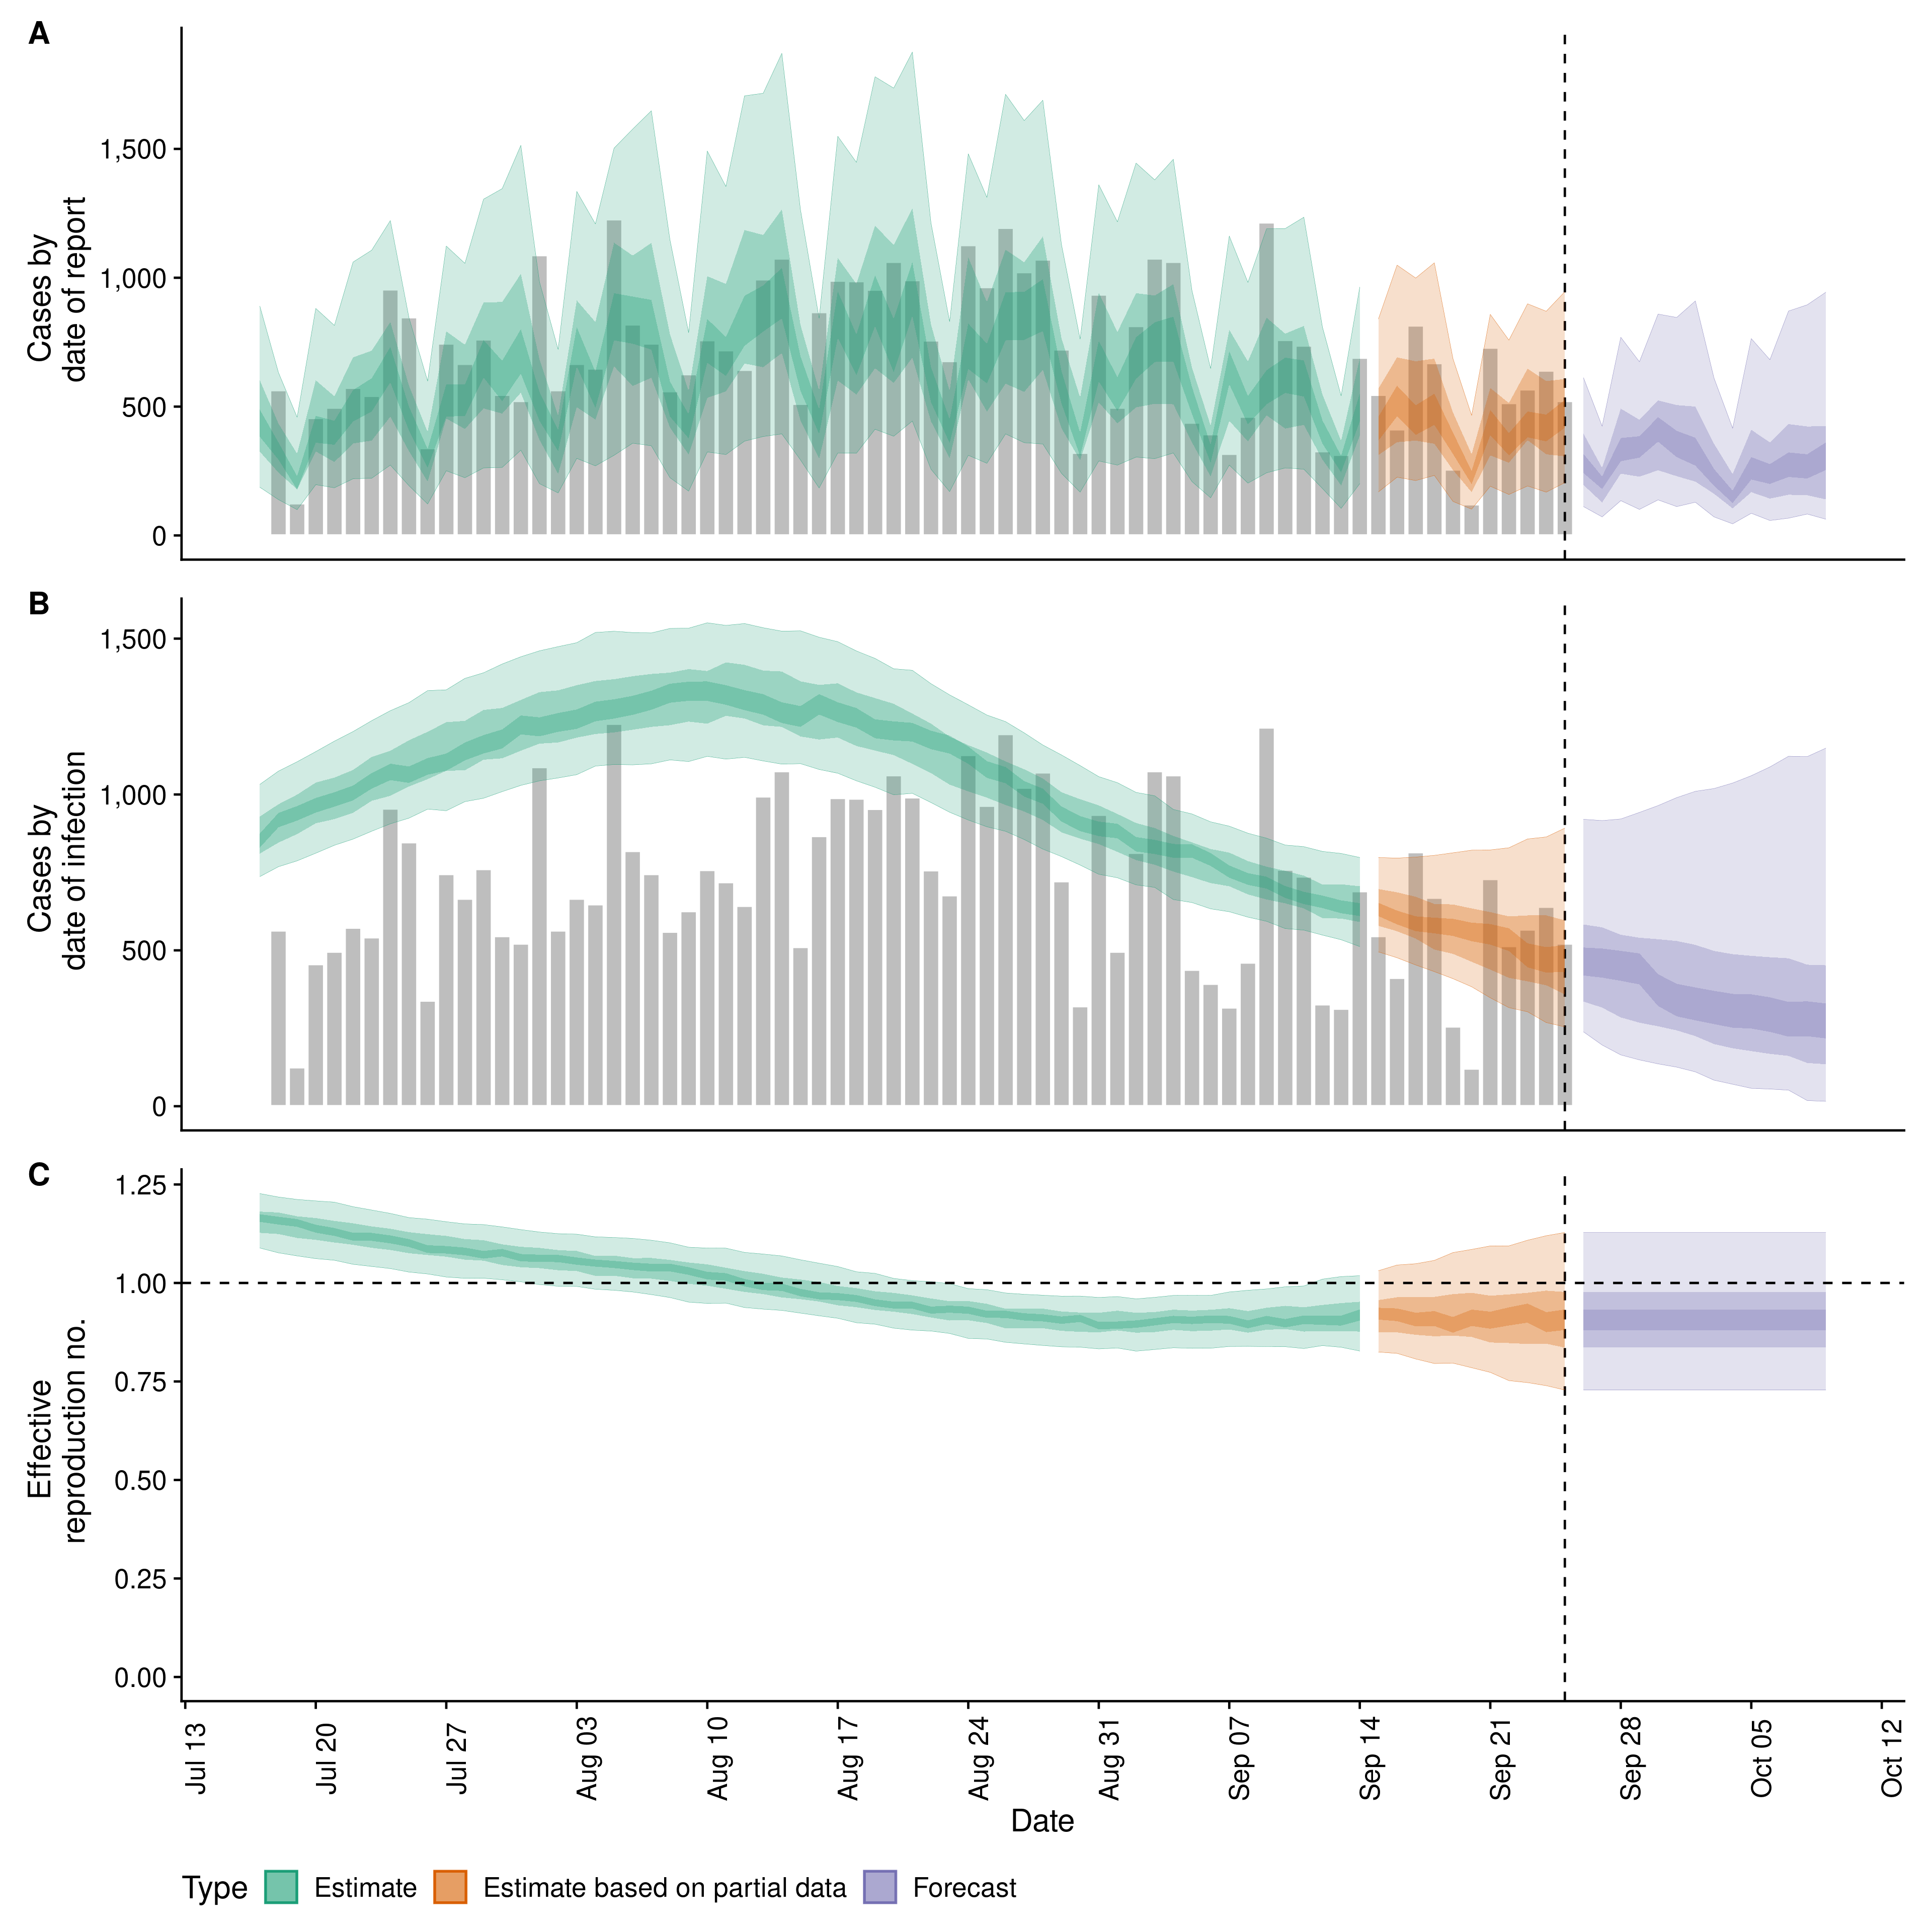 A
Cases by
date of report
1,500
1,000
500
0
B
Cases by
date of infection
1,500
1,000
500
0
C
Effective
reproduction no.
1.25
1.00
0.75
0.50
0.25
0.00
Jul 13
Jul 20
Jul 27
Aug 03
Aug 10
Aug 17
Aug 24
Aug 31
Sep 07
Sep 14
Sep 21
Sep 28
Oct 05
Oct 12
Date
Type Estimate Estimate based on partial data Forecast